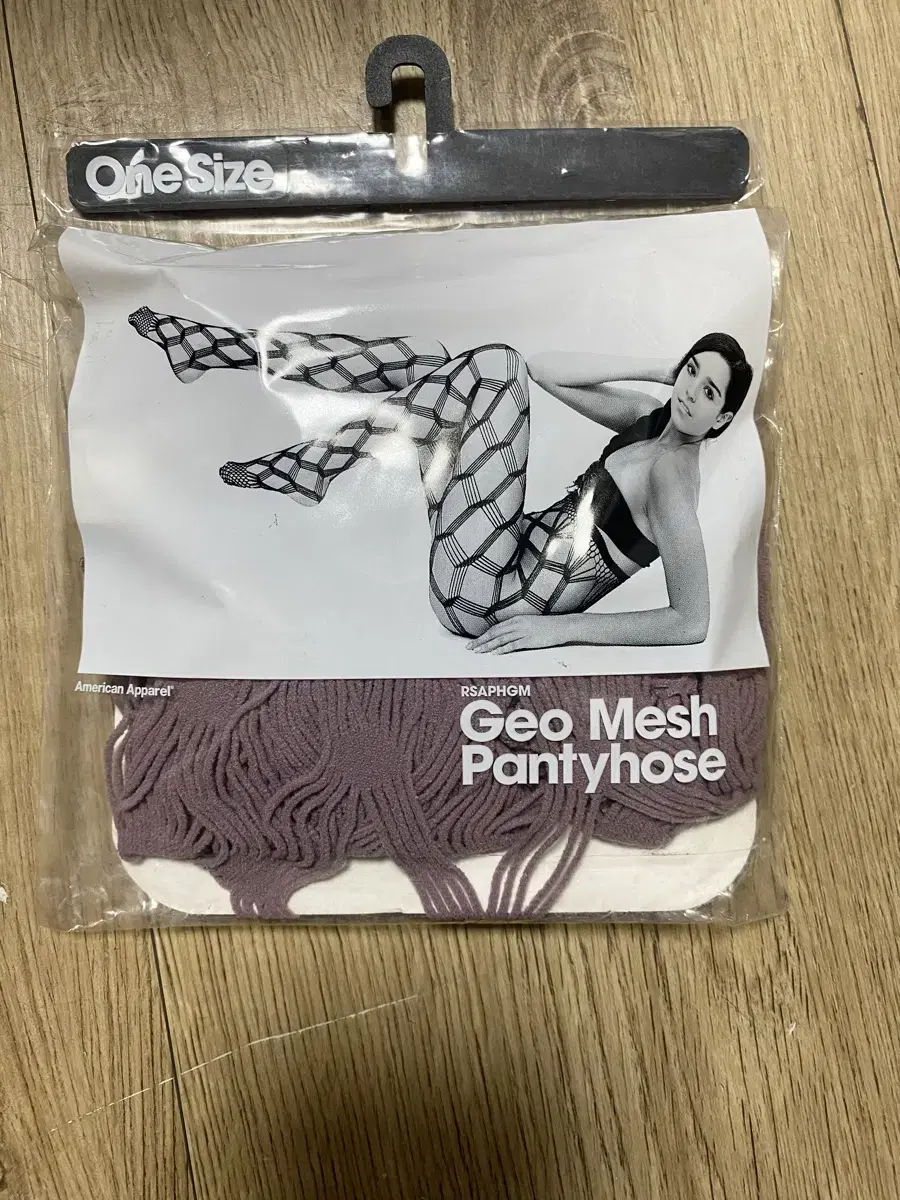 One Size
American Apparel®
RSAPHGM
Geo Mesh
Pantyhose